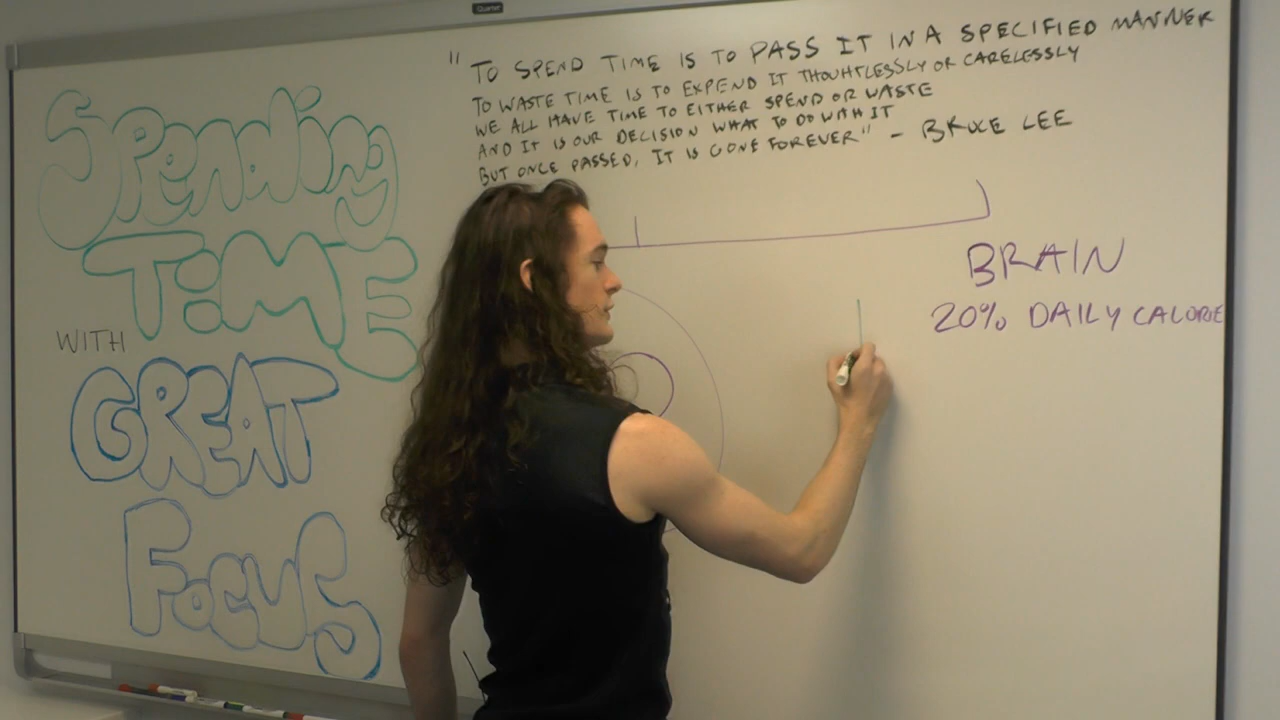 Quartet
Spending
TiME
WITH
GREAT
FOCUS
"TO SPEND TIME IS TO PASS IT IN A SPECIFIED MANNER
TO WASTE TIME IS TO EXPEND IT THOUHTLESSLY OR CARELESSLY
WE ALL HAVE TIME TO EITHER SPEND OR WASTE
AND IT IS OUR DECISION WHAT TO DO WITH IT
BUT ONCE PASSED, IT IS GONE FOREVER" - BRUCE LEE
BRAIN
20% DAILY CALORIE